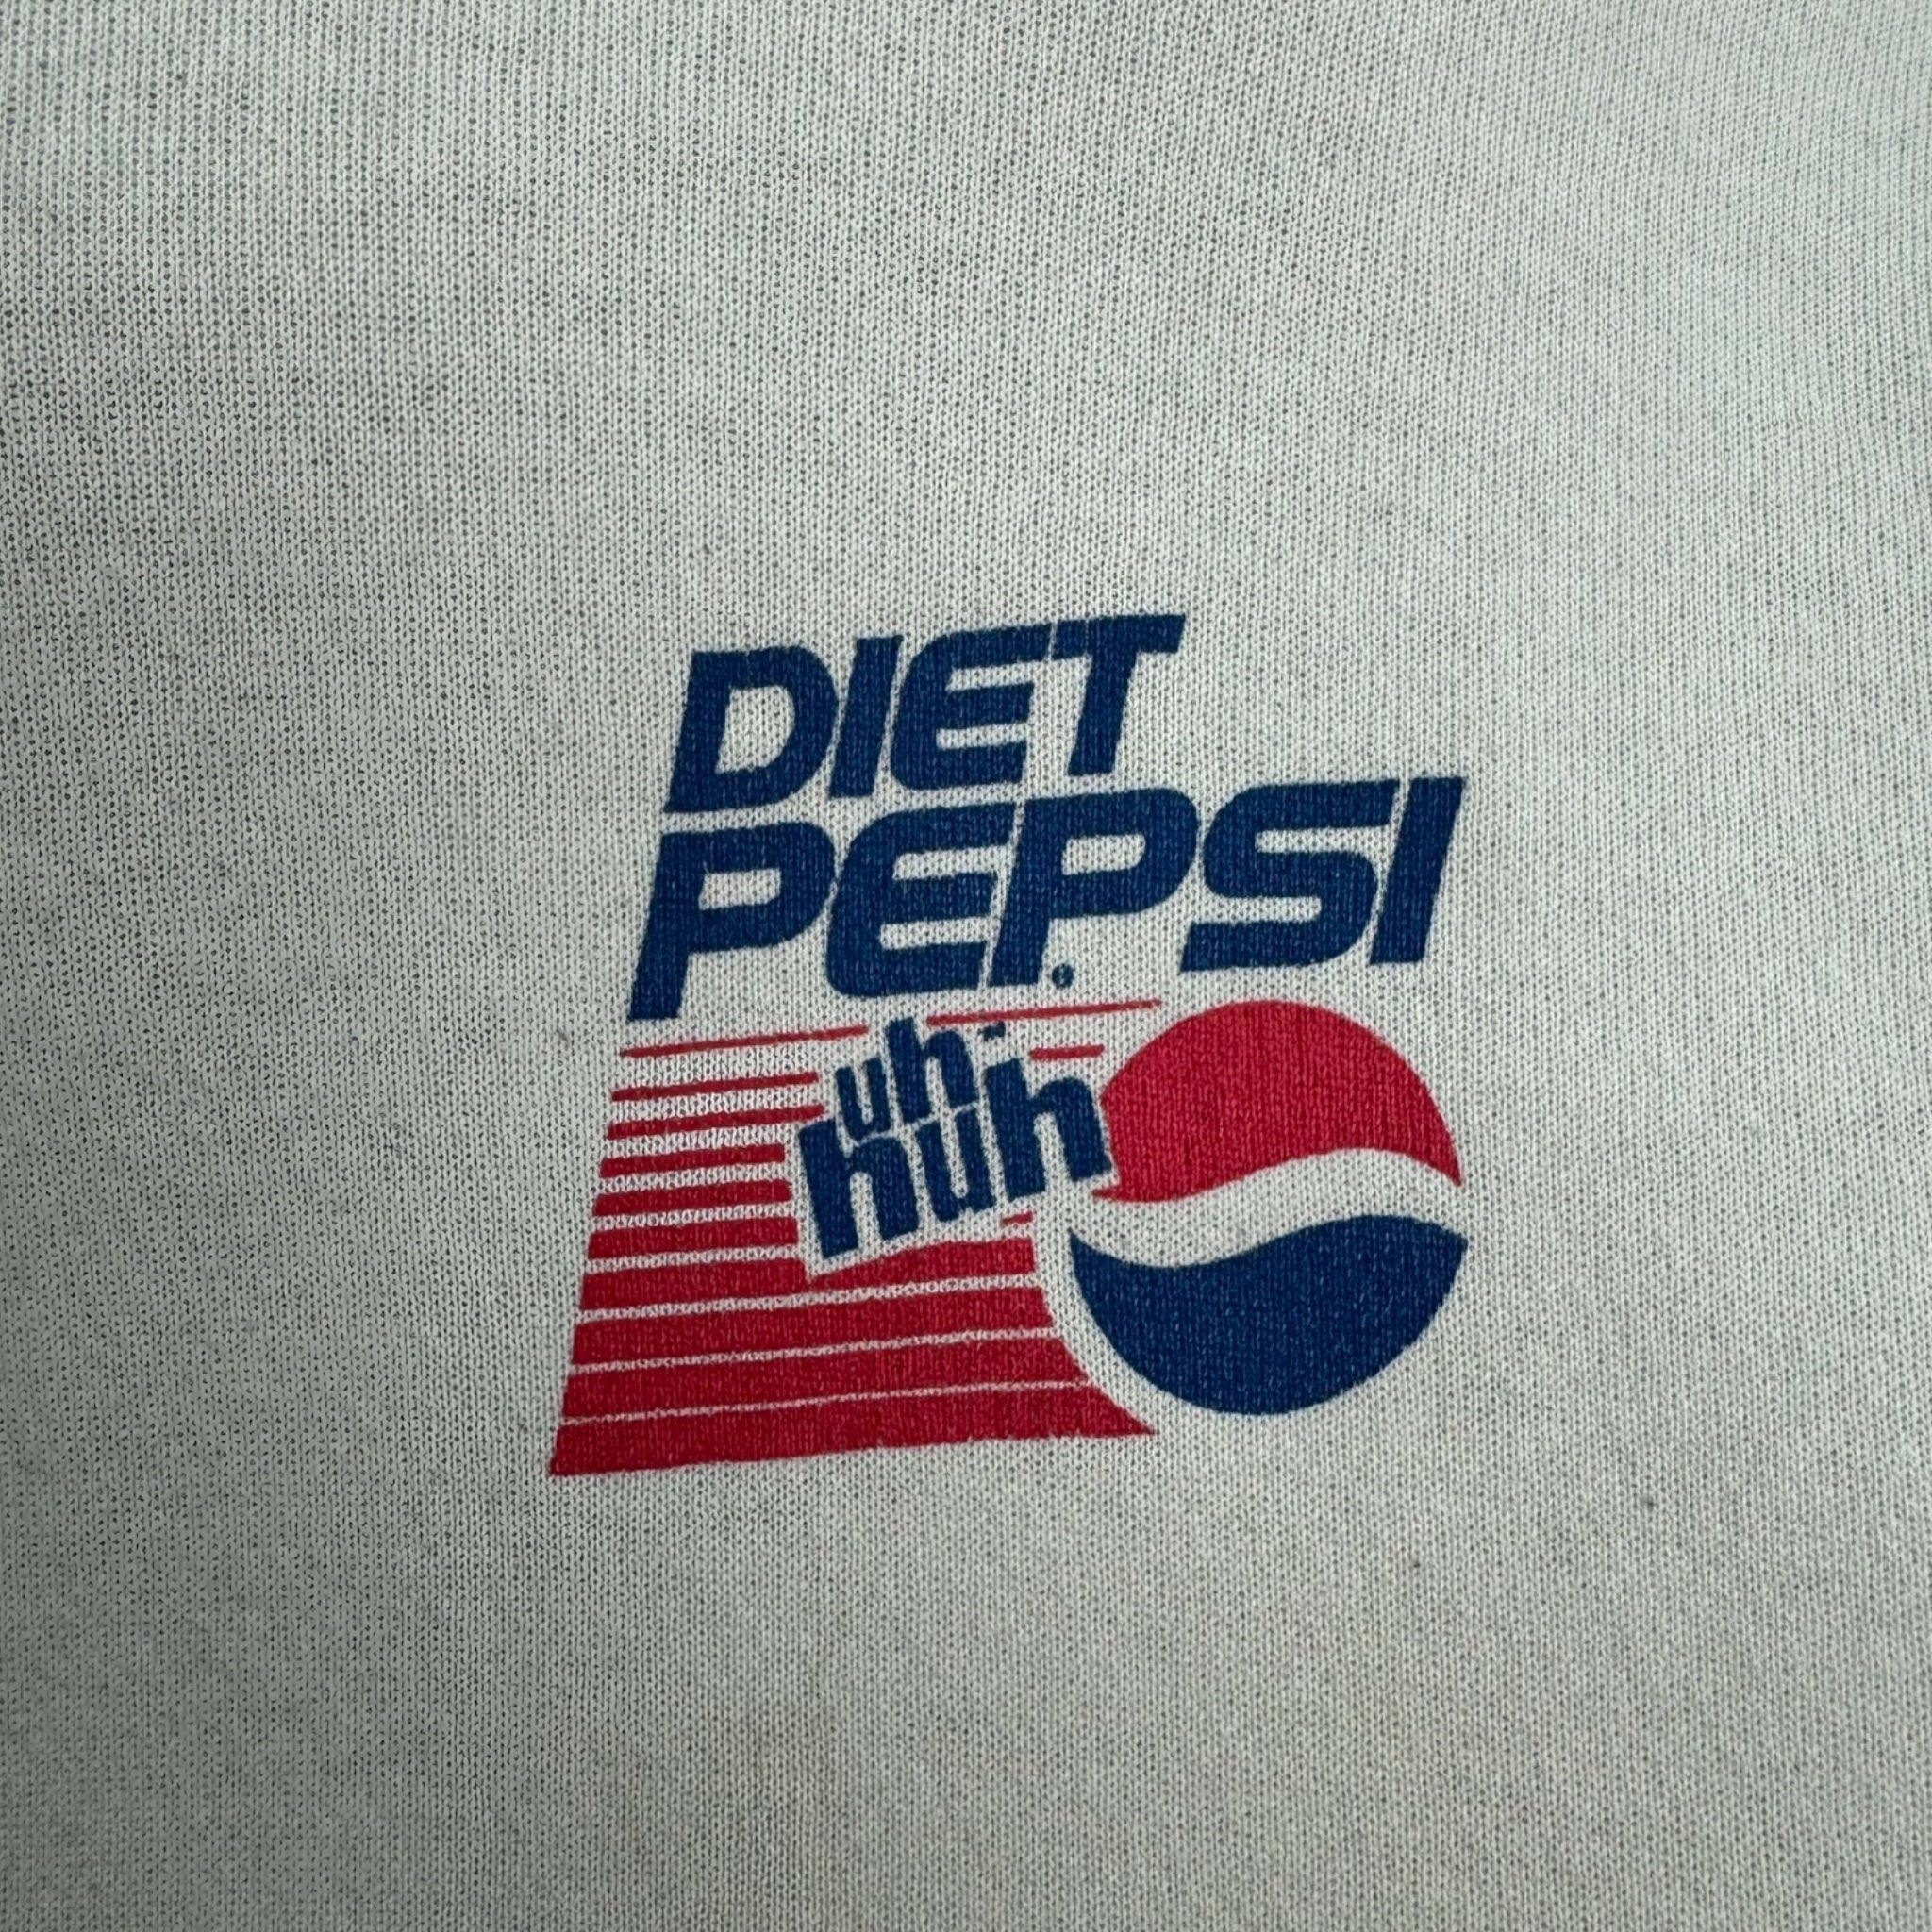 DIET
PEPSI
uh-
huh